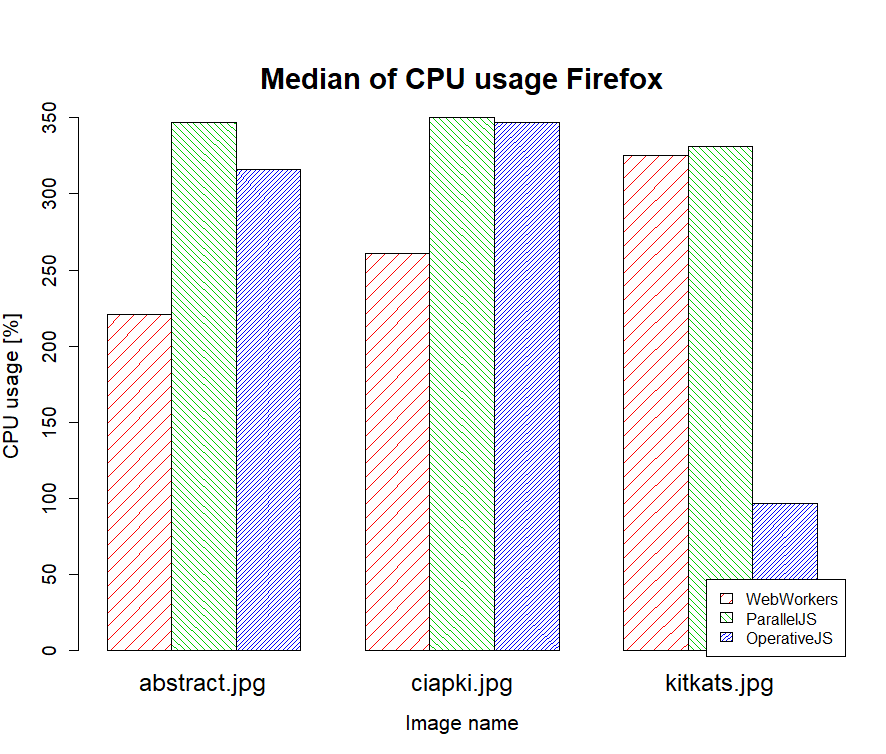 Median of CPU usage Firefox
CPU usage [%]
350
300
250
200
150
100
50
0
abstract.jpg
ciapki.jpg
kitkats.jpg
Image name
WebWorkers
ParallelJS
OperativeJS